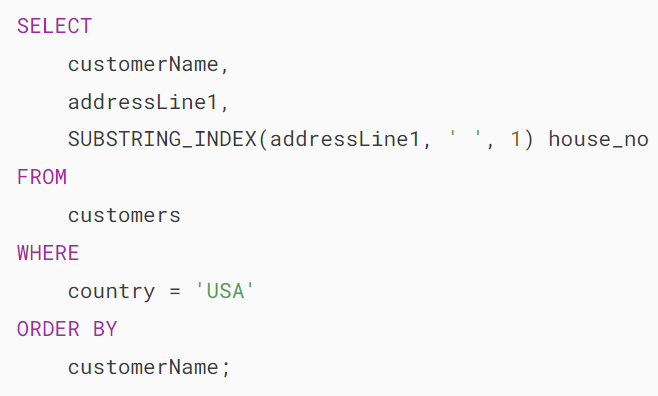 SELECT
    customerName,
    addressLine1,
    SUBSTRING_INDEX(addressLine1, ' ', 1) house_no
FROM
    customers
WHERE
    country = 'USA'
ORDER BY
    customerName;